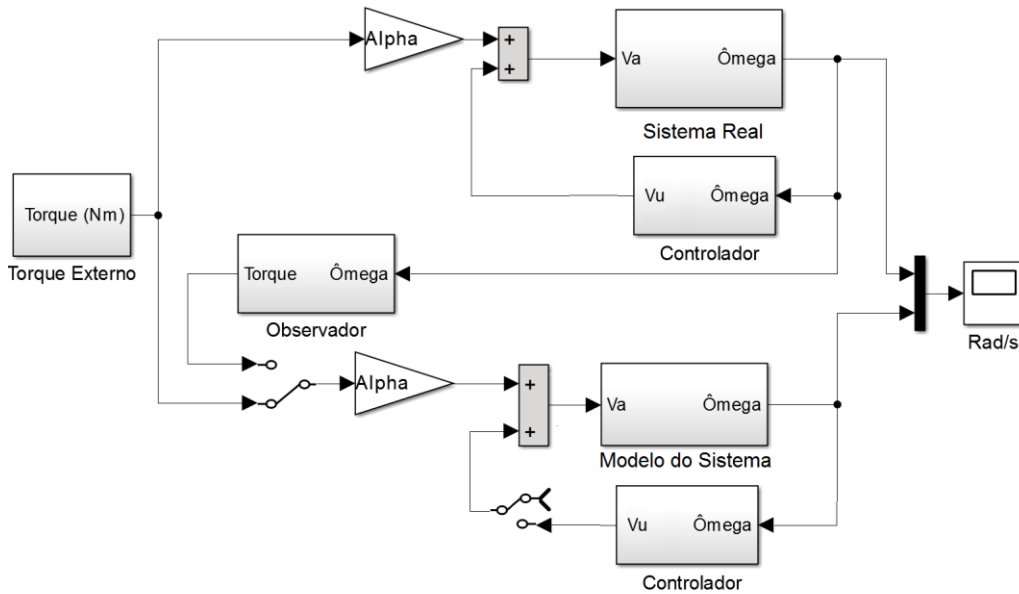 Alpha
+
+
Va
Ômega
Sistema Real
Vu
Ômega
Controlador
Torque (Nm)
Torque Externo
Torque
Ômega
Observador
Rad/s
Alpha
+
+
Va
Ômega
Modelo do Sistema
Vu
Ômega
Controlador